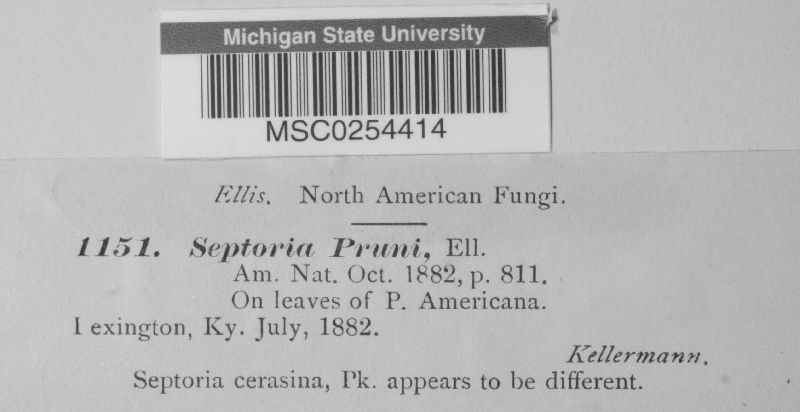 Michigan State University
MSC0254414
Ellis. North American Fungi.
1151. Septoria Pruni, Ell.
Am. Nat. Oct. 1882, p. 811.
On leaves of P. Americana.
Lexington, Ky. July, 1882.
Kellermann.
Septoria cerasina, Pk. appears to be different.